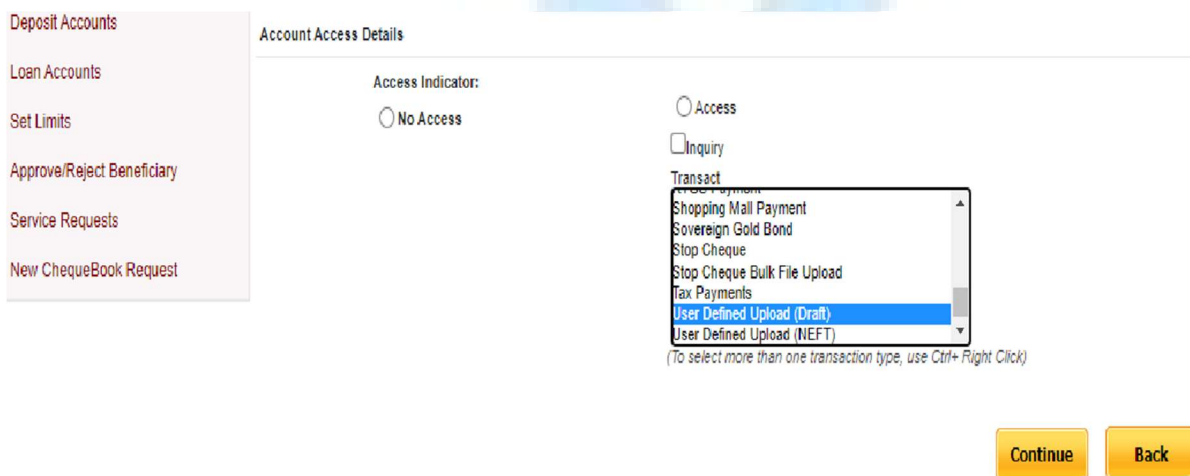 Deposit Accounts
Loan Accounts
Set Limits
Approve/Reject Beneficiary
Service Requests
New ChequeBook Request
Account Access Details
Access Indicator:
No Access
Access
Inquiry
Transact
Payment
Shopping Mall Payment
Sovereign Gold Bond
Stop Cheque
Stop Cheque Bulk File Upload
Tax Payments
User Defined Upload (Draft)
User Defined Upload (NEFT)
(To select more than one transaction type, use Ctrl+ Right Click)
Continue
Back